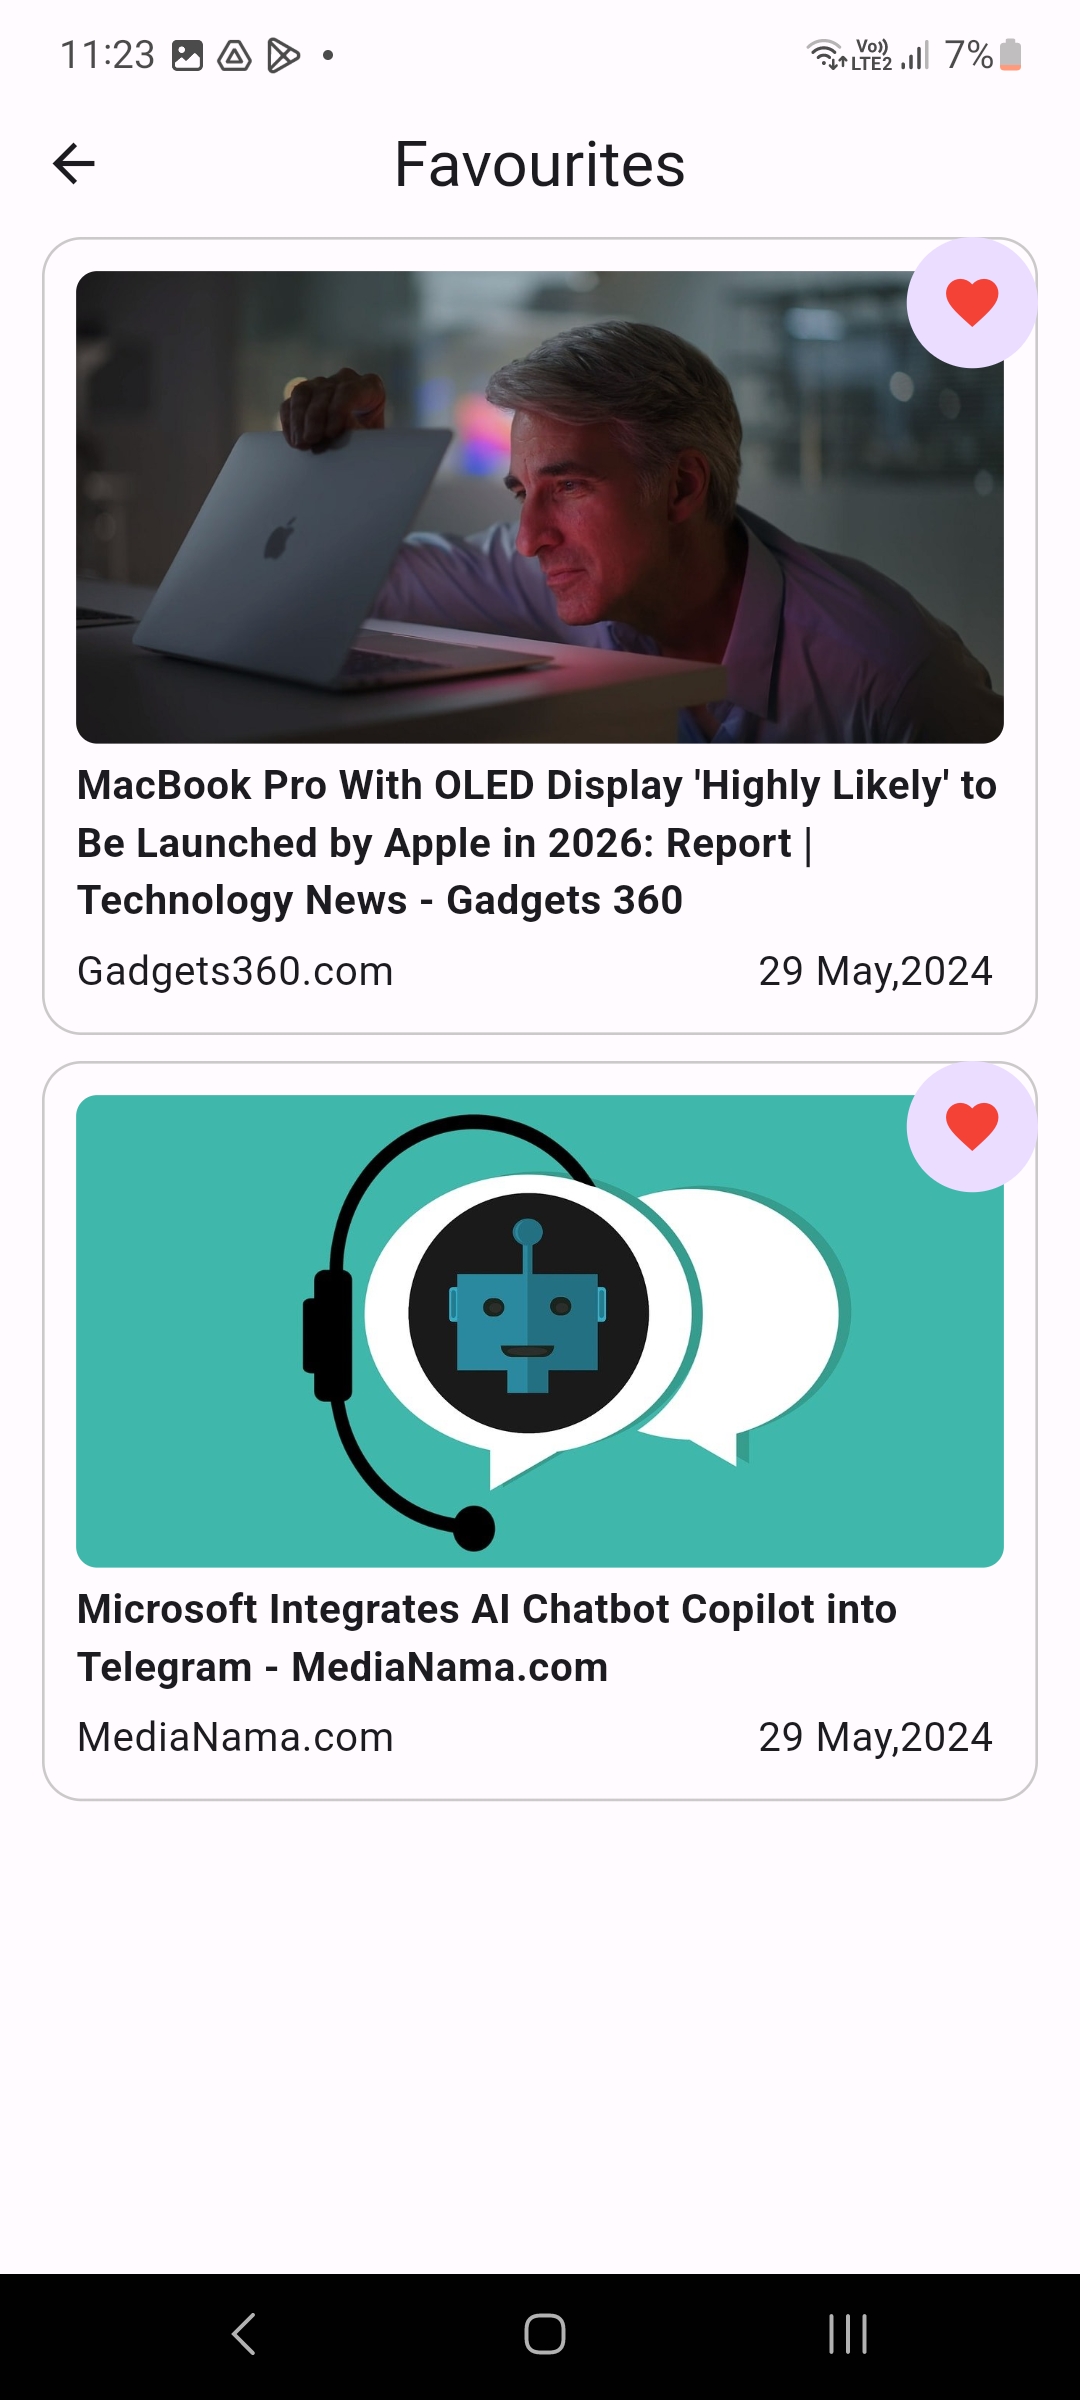 11:23
Vo))
LTE2
7%
Favourites
MacBook Pro With OLED Display 'Highly Likely' to
Be Launched by Apple in 2026: Report |
Technology News - Gadgets 360
Gadgets360.com
29 May,2024
Microsoft Integrates AI Chatbot Copilot into
Telegram - MediaNama.com
MediaNama.com
29 May,2024